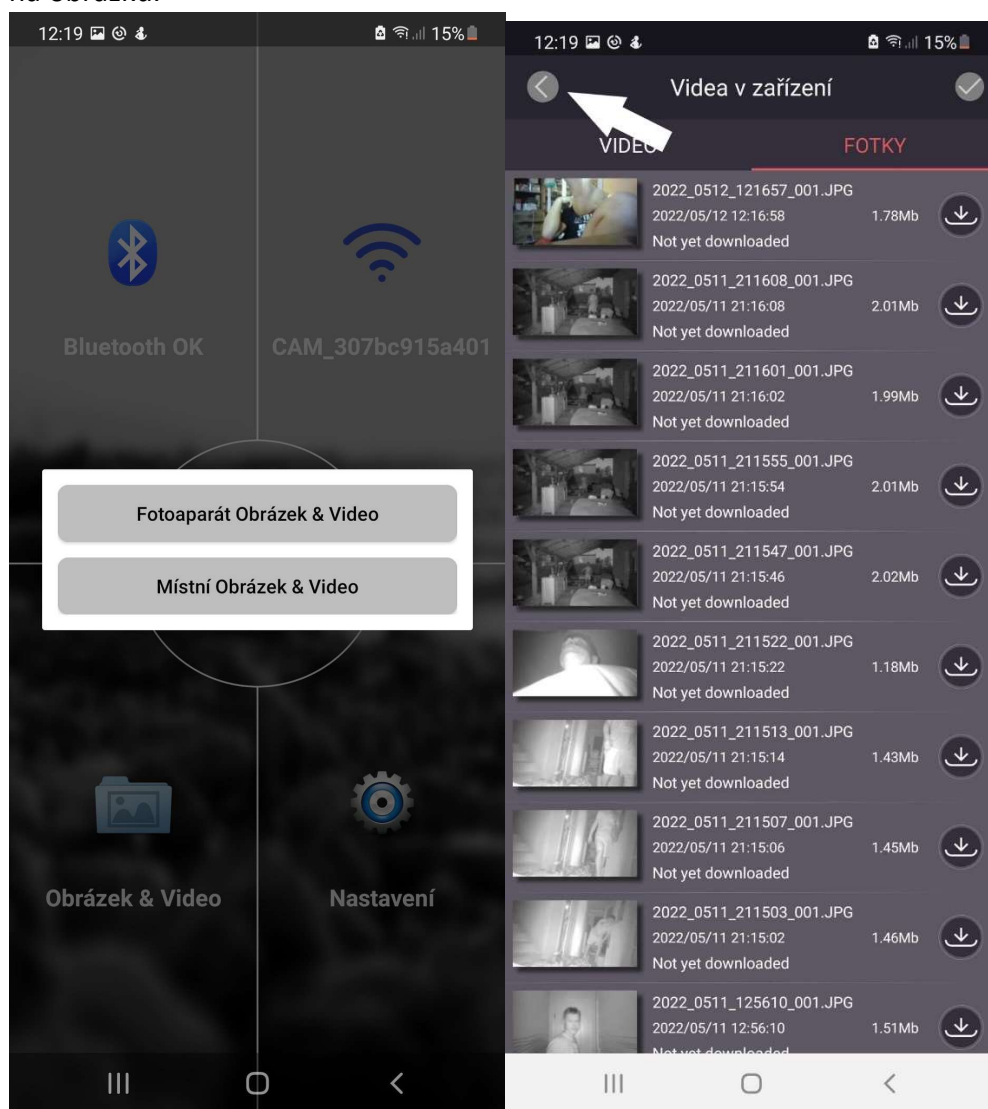 12:19
15%
Bluetooth OK
CAM_307bc915a401
Fotoaparát Obrázek & Video
Místní Obrázek & Video
Obrázek & Video
Nastavení
12:19
15%
Videa v zařízení
VIDEO
FOTKY
2022_0512_121657_001.JPG
2022/05/12 12:16:58 1.78Mb
Not yet downloaded
2022_0511_211608_001.JPG
2022/05/11 21:16:08 2.01Mb
Not yet downloaded
2022_0511_211601_001.JPG
2022/05/11 21:16:02 1.99Mb
Not yet downloaded
2022_0511_211555_001.JPG
2022/05/11 21:15:54 2.01Mb
Not yet downloaded
2022_0511_211547_001.JPG
2022/05/11 21:15:46 2.02Mb
Not yet downloaded
2022_0511_211522_001.JPG
2022/05/11 21:15:22 1.18Mb
Not yet downloaded
2022_0511_211513_001.JPG
2022/05/11 21:15:14 1.43Mb
Not yet downloaded
2022_0511_211507_001.JPG
2022/05/11 21:15:06 1.45Mb
Not yet downloaded
2022_0511_211503_001.JPG
2022/05/11 21:15:02 1.46Mb
Not yet downloaded
2022_0511_125610_001.JPG
2022/05/11 12:56:10 1.51Mb
Not yet downloaded